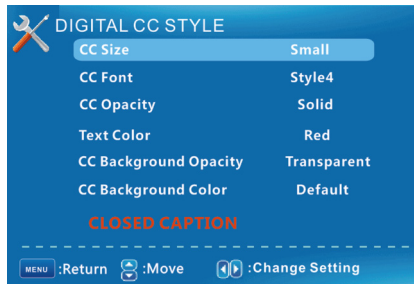 DIGITAL CC STYLE
CC Size Small
CC Font Style4
CC Opacity Solid
Text Color Red
CC Background Opacity Transparent
CC Background Color Default
CLOSED CAPTION
MENU :Return :Move :Change Setting